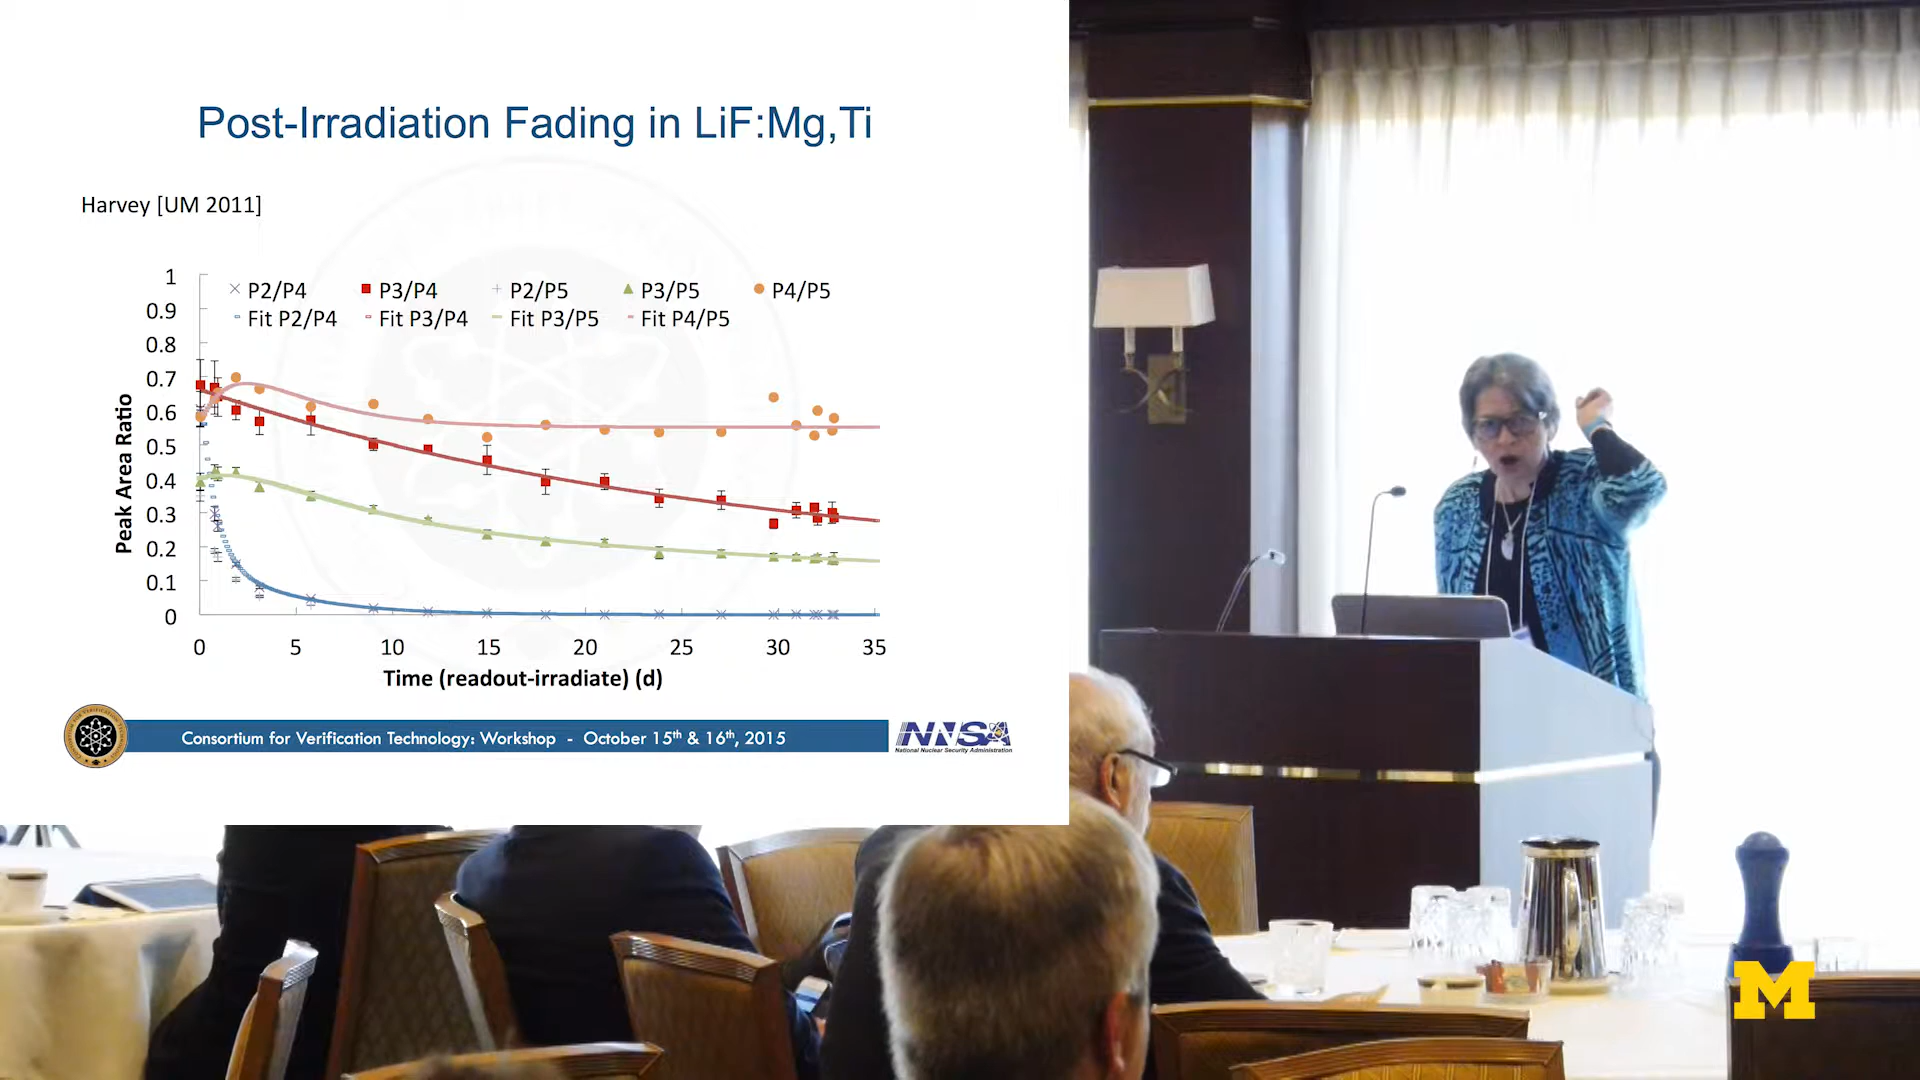 Post-Irradiation Fading in LiF:Mg,Ti
Harvey [UM 2011]
P2/P4 P3/P4 P2/P5 P3/P5 P4/P5
Fit P2/P4 Fit P3/P4 Fit P3/P5 Fit P4/P5
1
0.9
0.8
0.7
0.6
0.5
0.4
0.3
0.2
0.1
0
Peak Area Ratio
0 5 10 15 20 25 30 35
Time (readout-irradiate) (d)
Consortium for Verification Technology: Workshop - October 15th & 16th, 2015
NNSA
National Nuclear Security Administration
M